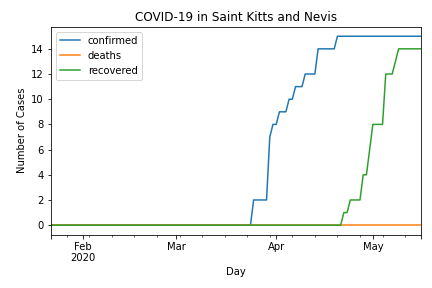 COVID-19 in Saint Kitts and Nevis
confirmed
deaths
recovered
Number of Cases
14
12
10
8
6
4
2
0
Feb
2020
Mar
Apr
May
Day